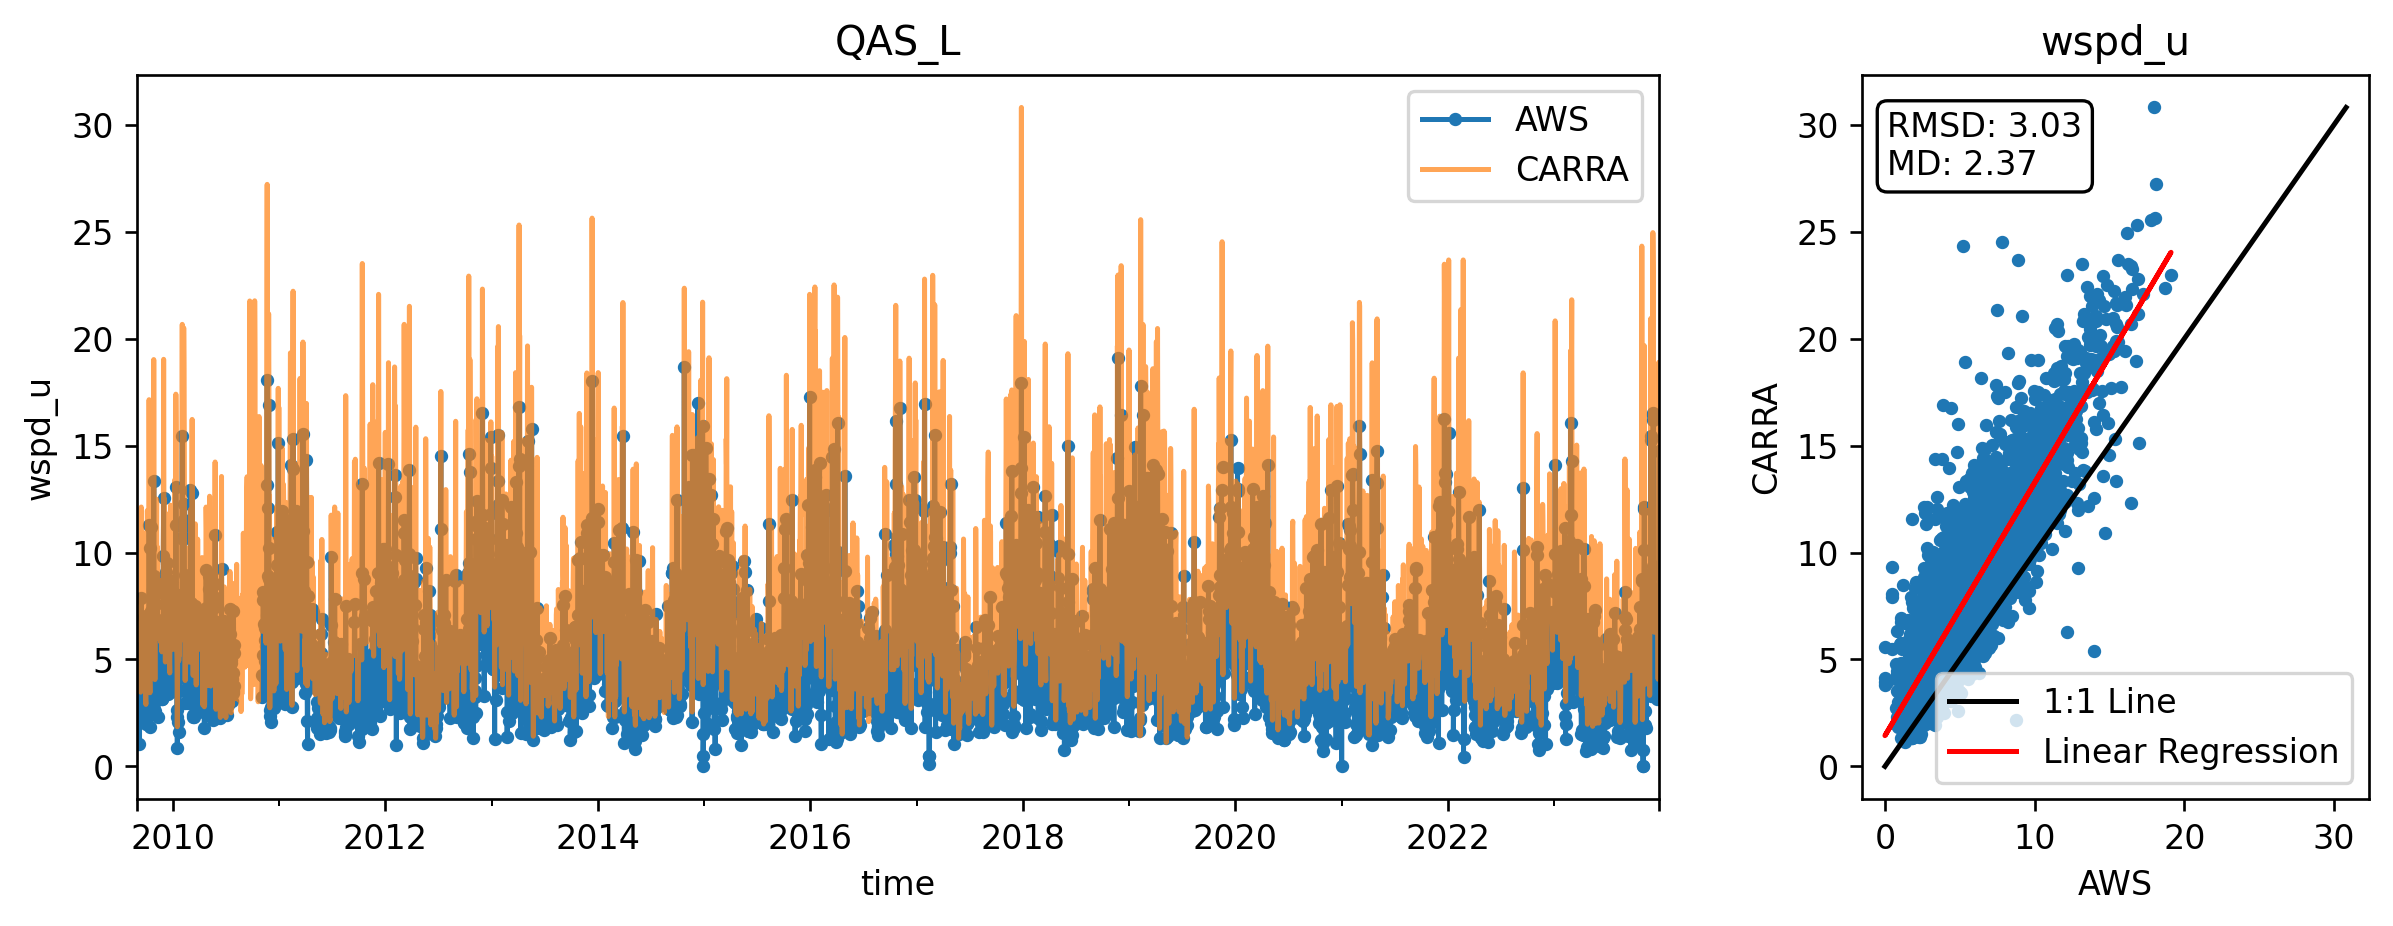 QAS_L
wspd_u
30
25
20
15
10
5
0
AWS
CARRA
2010
2012
2014
2016
2018
2020
2022
time
wspd_u
CARRA
30
25
20
15
10
5
0
RMSD: 3.03
MD: 2.37
1:1 Line
Linear Regression
0
10
20
30
AWS